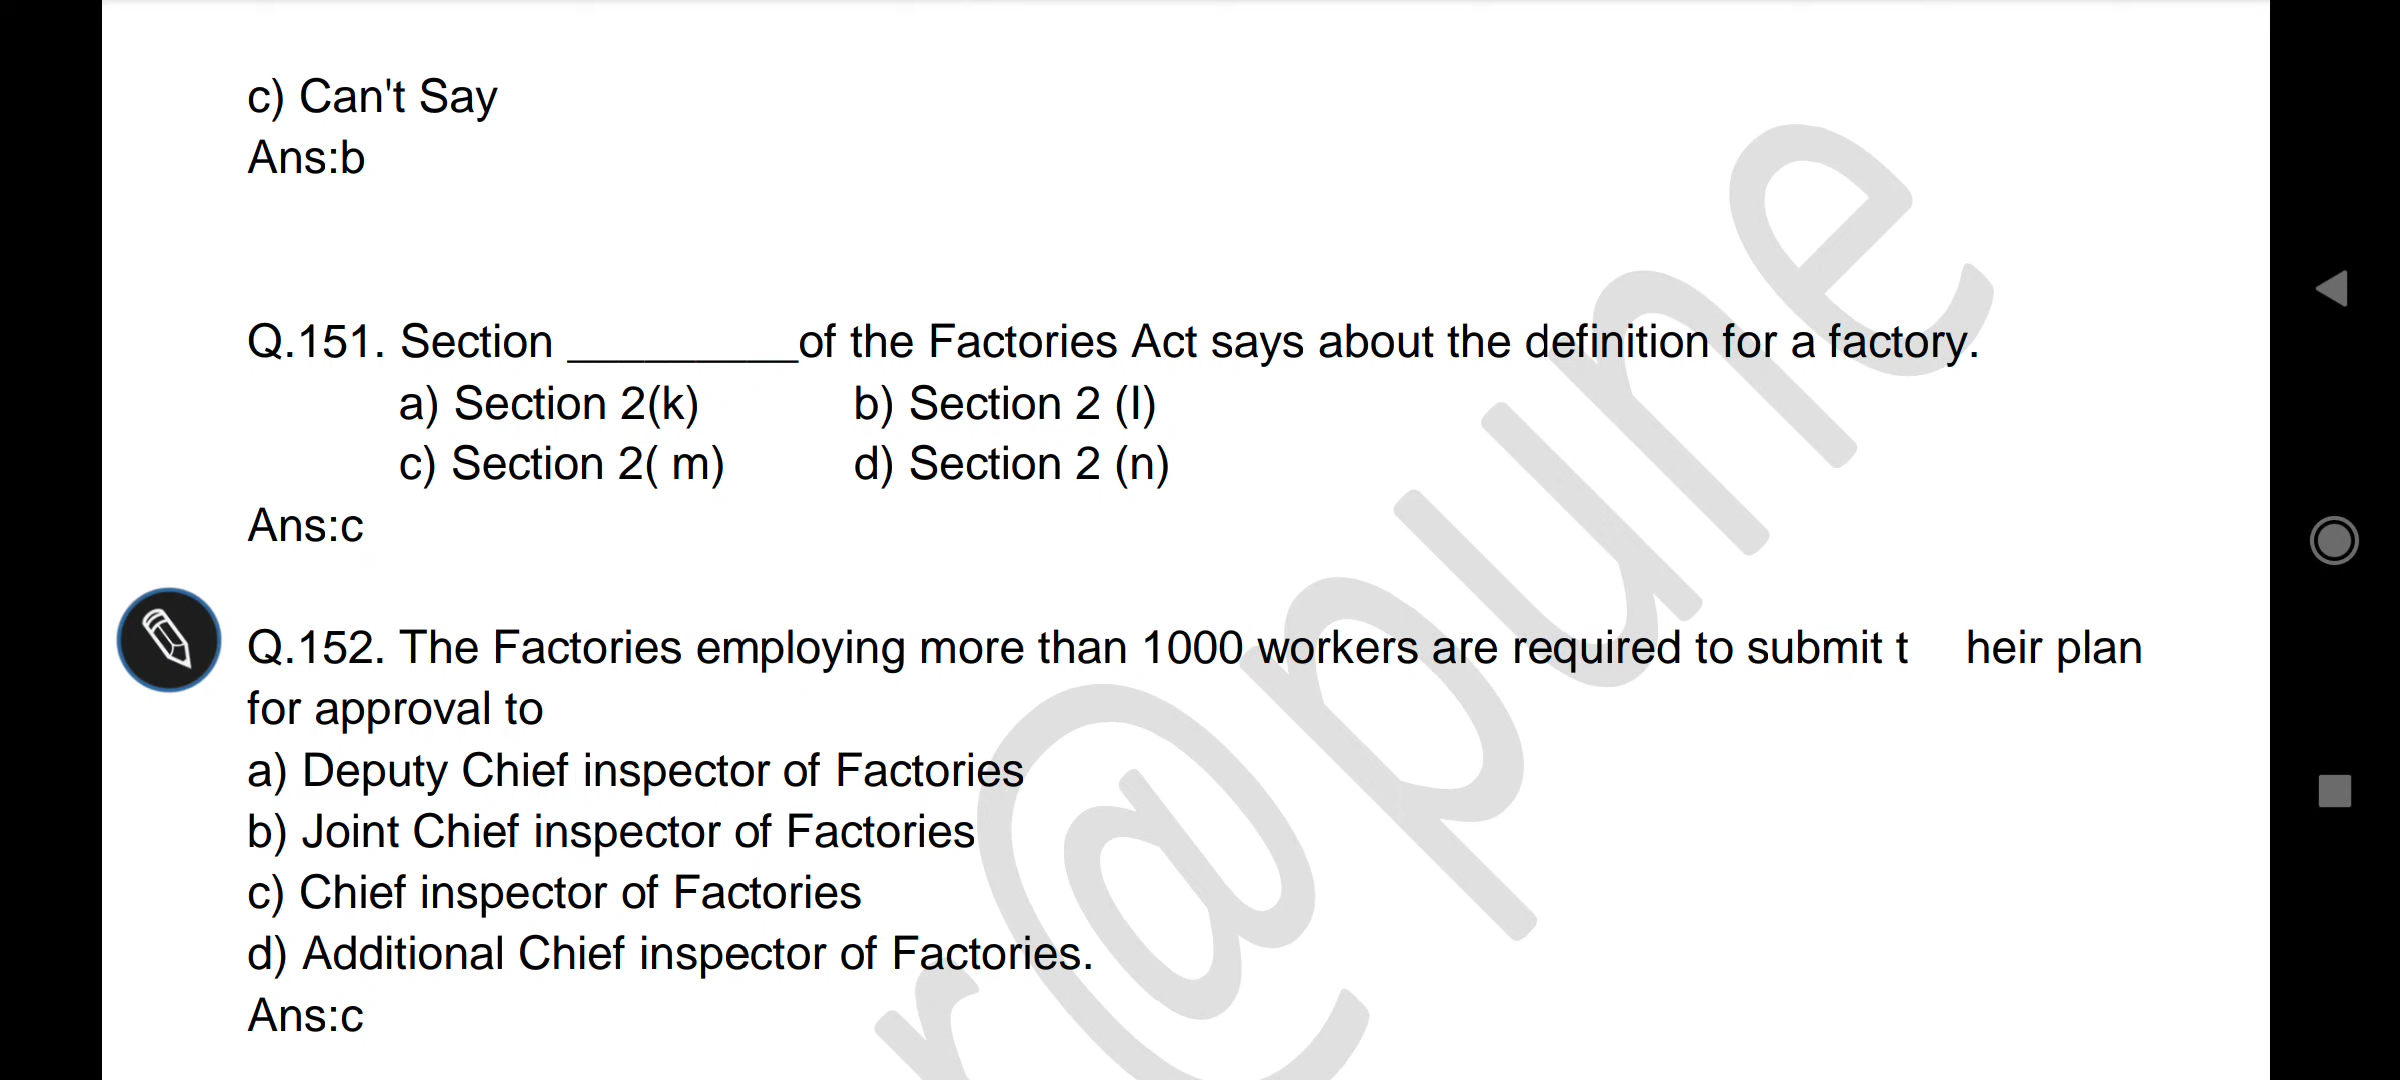 c) Can't Say
Ans:b
Q.151. Section _________of the Factories Act says about the definition for a factory.
a) Section 2(k) b) Section 2 (l)
c) Section 2( m) d) Section 2 (n)
Ans:c
Q.152. The Factories employing more than 1000 workers are required to submit t heir plan
for approval to
a) Deputy Chief inspector of Factories
b) Joint Chief inspector of Factories
c) Chief inspector of Factories
d) Additional Chief inspector of Factories.
Ans:c
r@pune